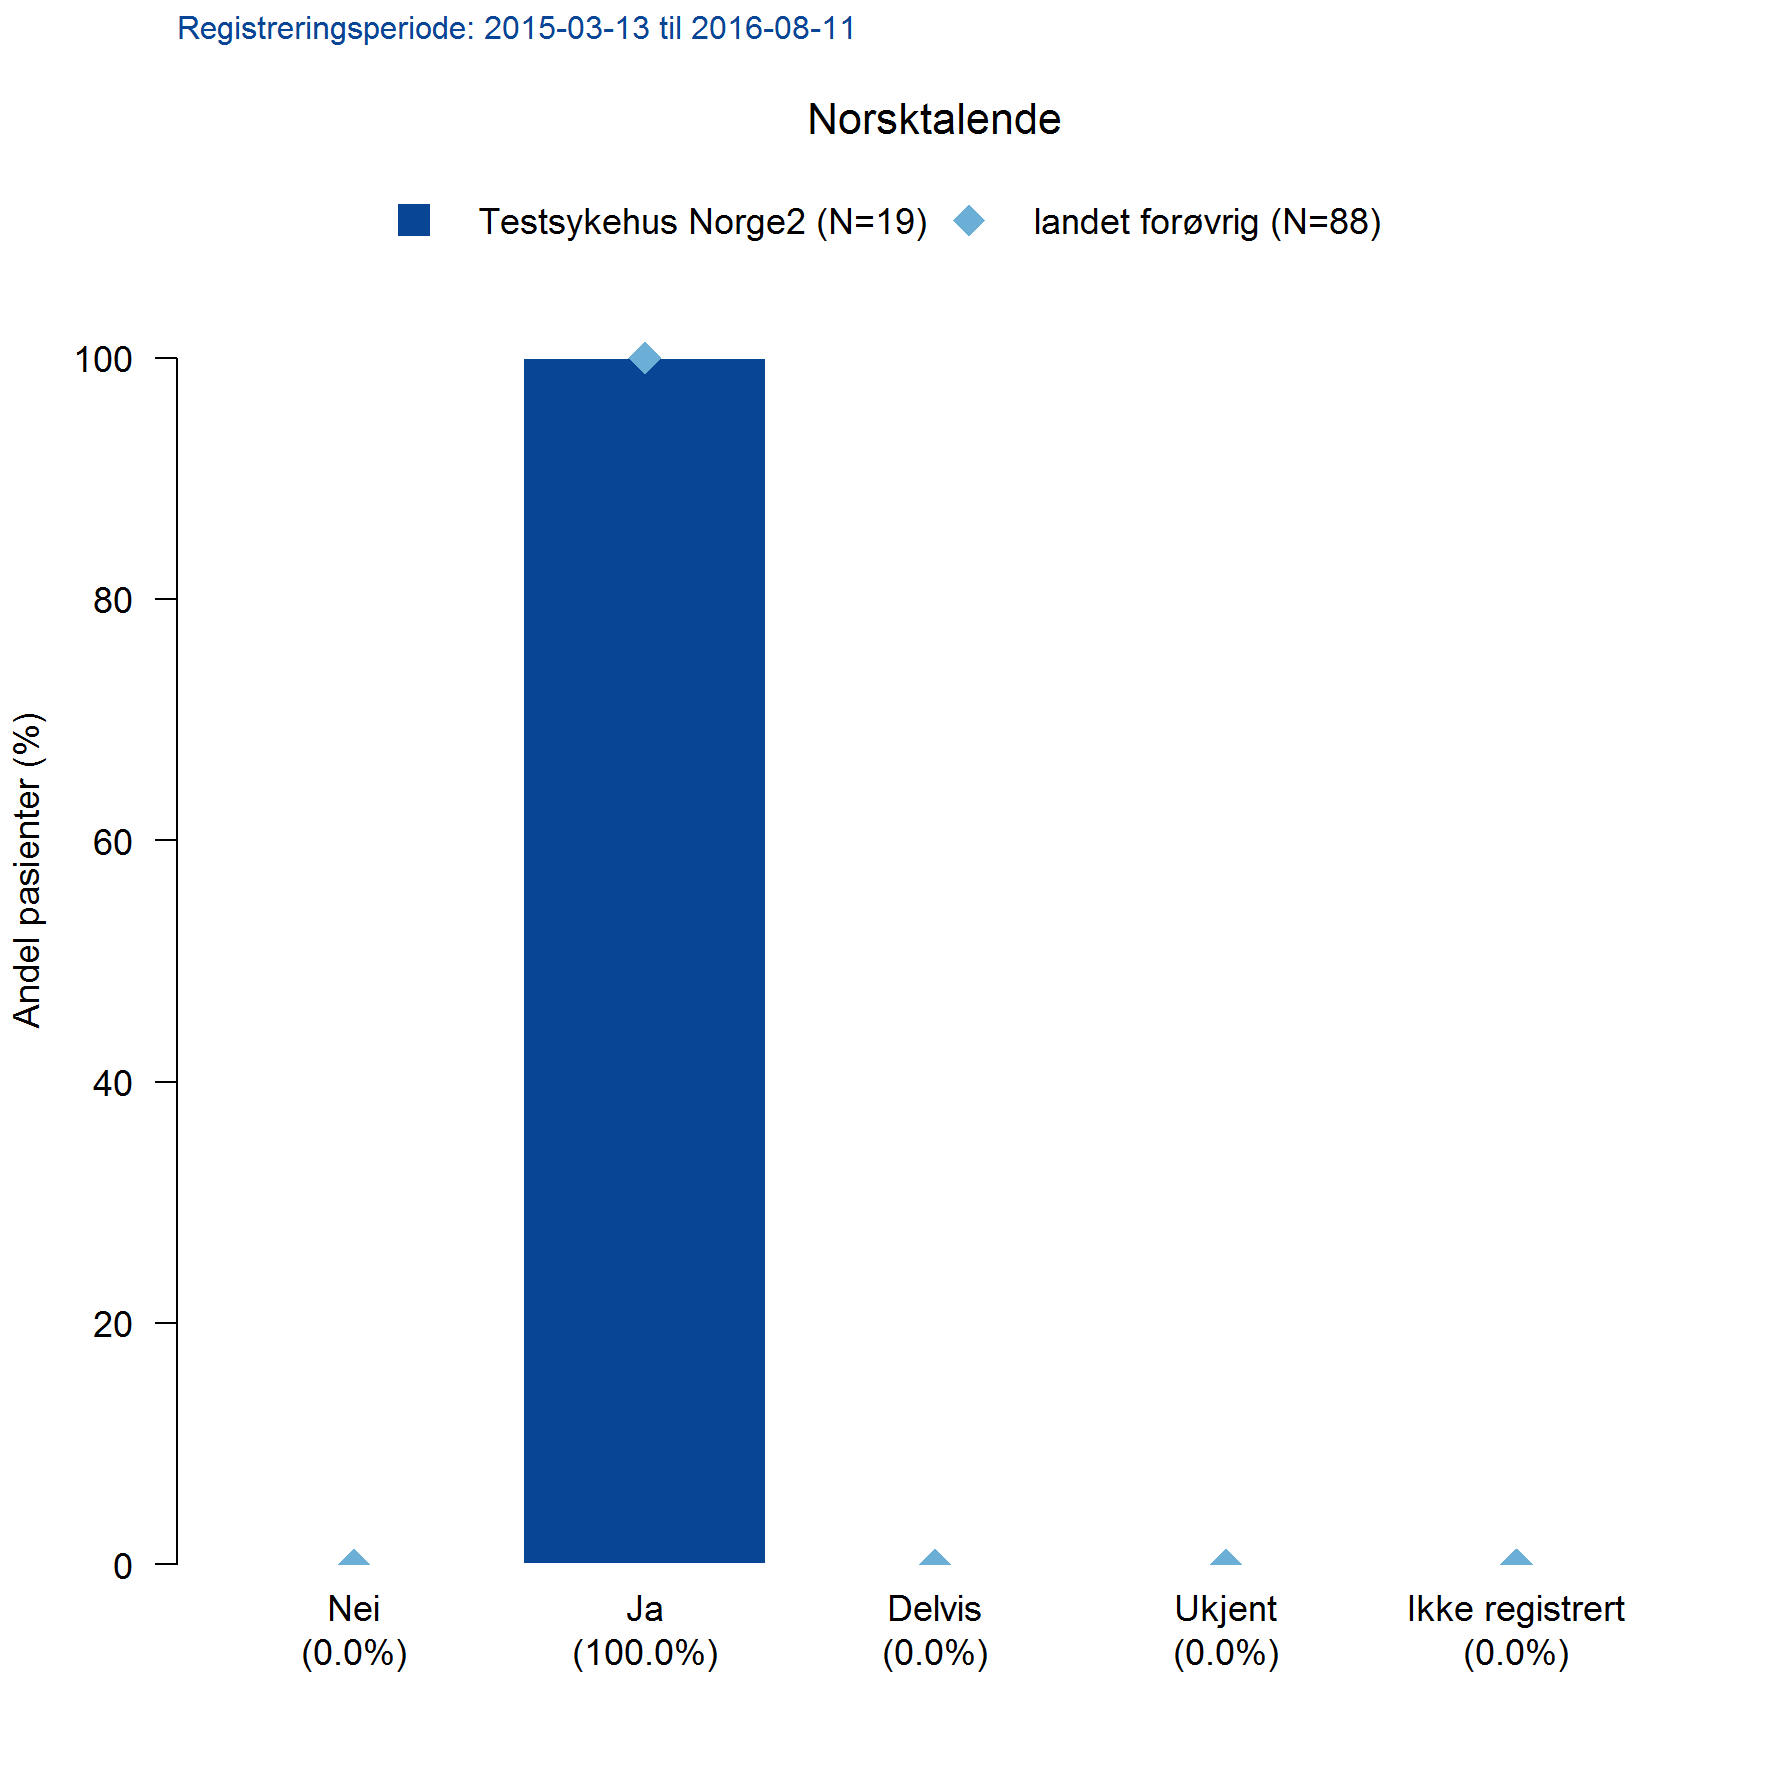 Registreringsperiode: 2015-03-13 til 2016-08-11
Norsktalende
Testsykehus Norge2 (N=19) landet forøvrig (N=88)
Andel pasienter (%)
100
80
60
40
20
0
Nei Ja Delvis Ukjent Ikke registrert
(0.0%) (100.0%) (0.0%) (0.0%) (0.0%)